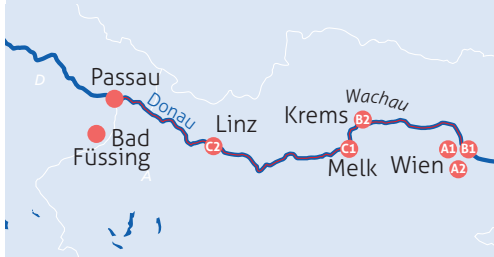 D
Passau
Donau
Bad
Füssing
A
Linz
C2
Krems
B2
Wachau
C1
Melk
Wien
A1
B1
A2